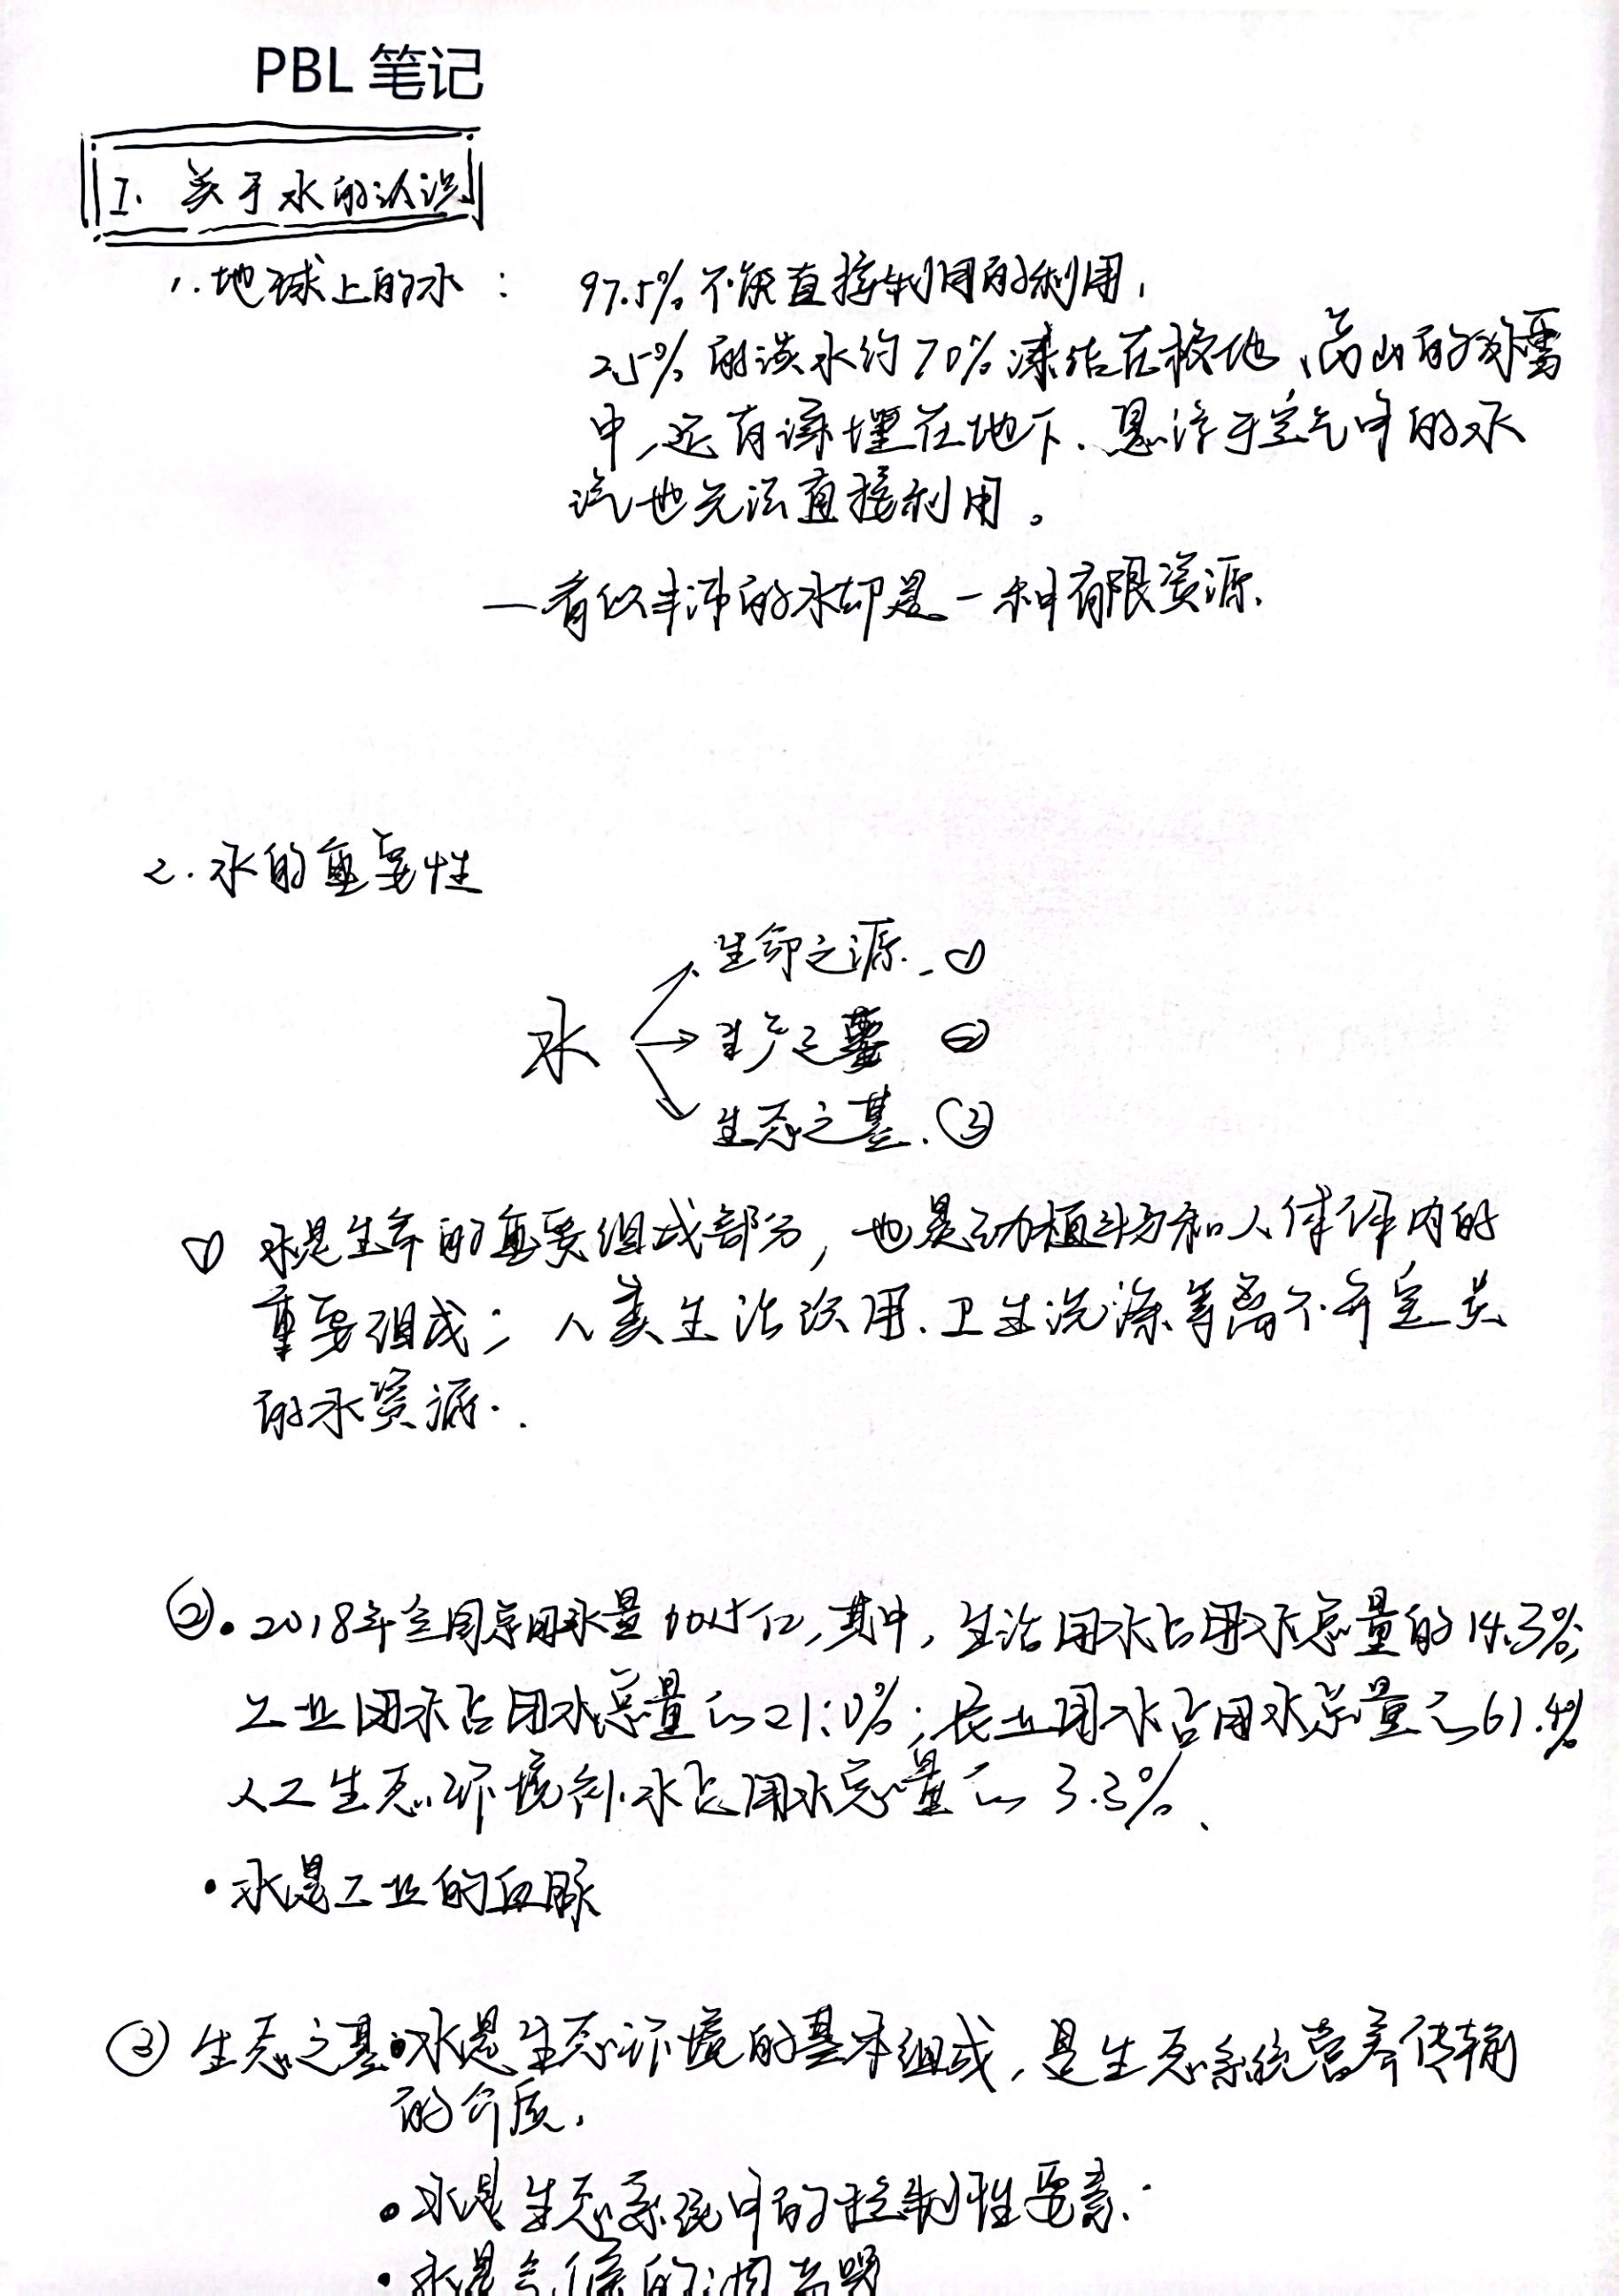 PBL 笔记
I. 关于水的认识
1. 地球上的水: 97.5%不能直接利用的利用,
2.5%的淡水约70%冻结在极地、高山的冰雪
中,还有深埋在地下、悬浮于空气中的水
汽也无法直接利用。
—看似丰沛的水却是一种有限资源.
2. 水的重要性
生命之源. ①
水 → 生产之要 ②
生态之基. ③
① 水是生命的重要组成部分, 也是动植物和人体体内的
重要组成; 人类生活饮用、卫生洗涤等离不开
的水资源.
②• 2018年全国总用水量 亿,其中, 生活用水占用水总量的14.3%;
工业用水占用水总量的21.0%; 农业用水占用水总量的61.4%
人工生态环境补水占用水总量的 3.3%、
• 水是工业的血脉
③ 生态之基•水是生态环境的基本组成, 是生态系统营养传输
的介质.
• 水是生态系统中的控制性要素.
• 水是气候的调节器